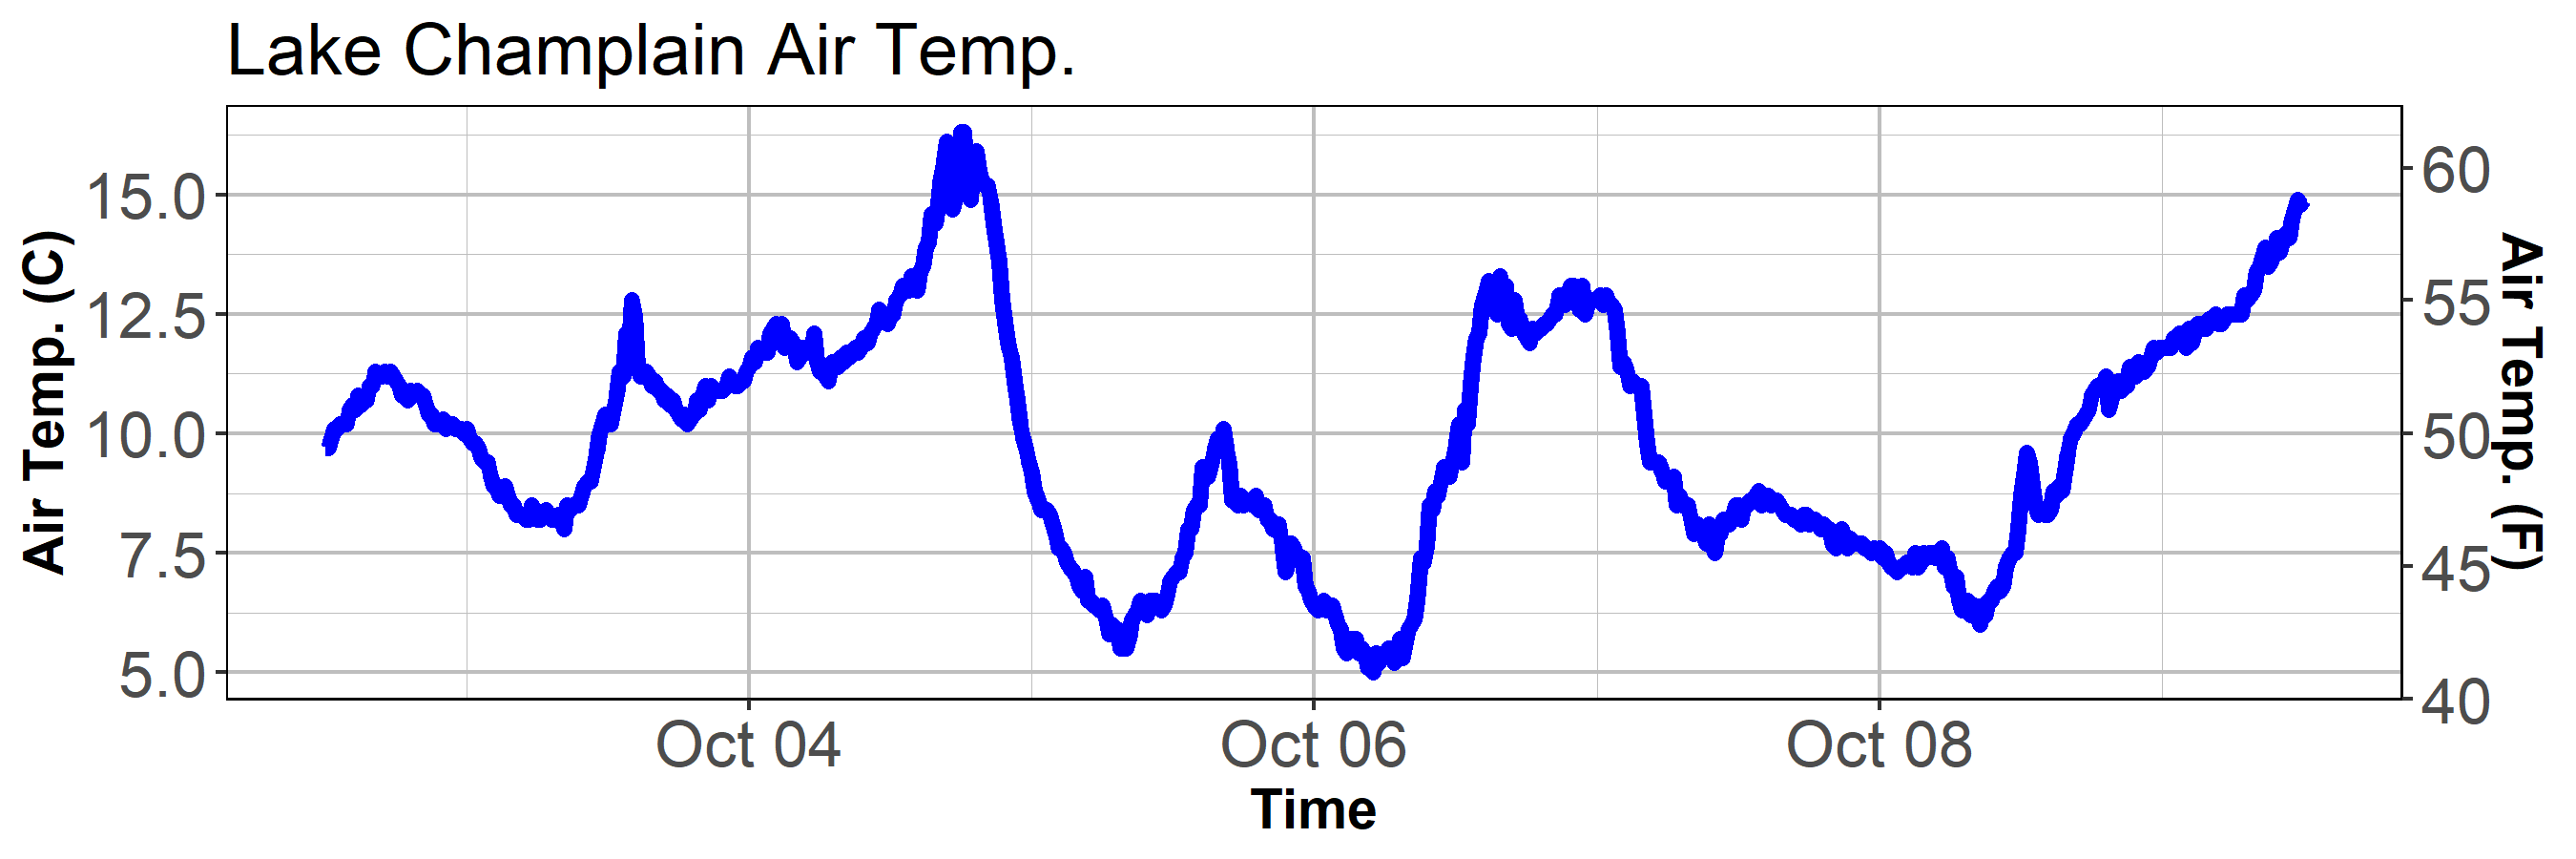 Lake Champlain Air Temp.
Air Temp. (C)
15.0
12.5
10.0
7.5
5.0
60
55
50
45
40
Air Temp. (F)
Oct 04
Oct 06
Oct 08
Time